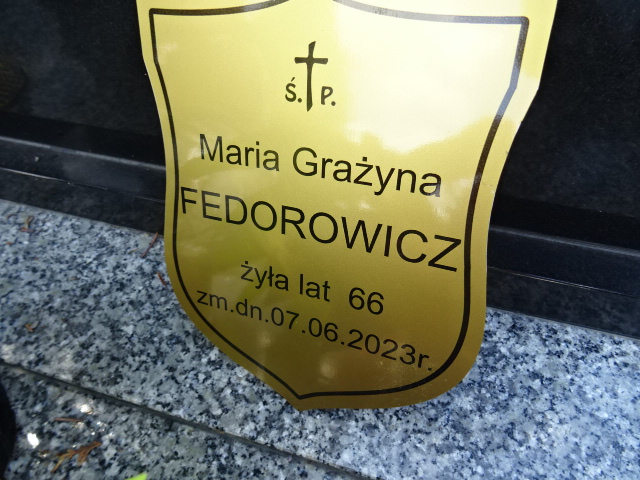 Ś. P.
Maria Grażyna
FEDOROWICZ
żyła lat 66
zm.dn.07.06.2023r.